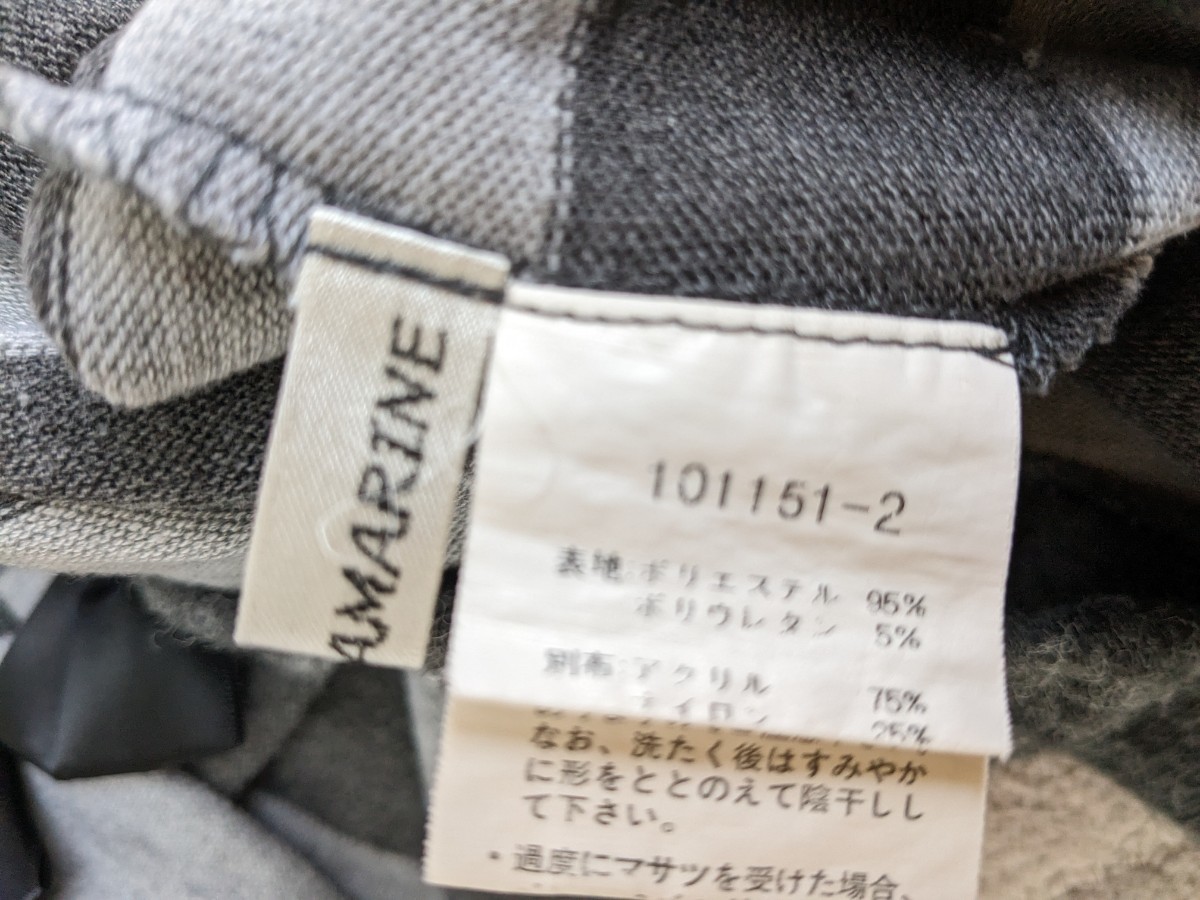 AMARINE
101151-2
表地:ポリエステル 95%
ポリウレタン 5%
別布:アクリル 75%
ナイロン 25%
なお、洗たく後はすみやか
に形をととのえて陰干しし
て下さい。
・過度にマサツを受けた場合、